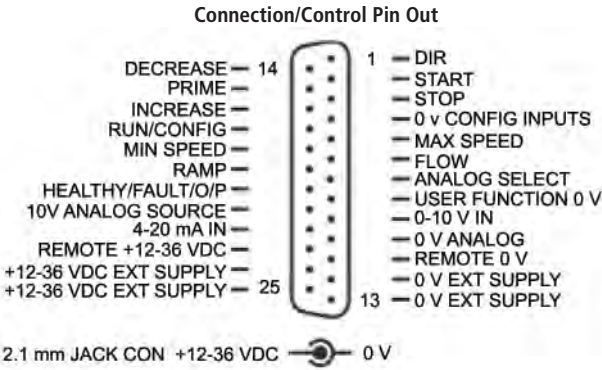 Connection/Control Pin Out
DECREASE 14
PRIME
INCREASE
RUN/CONFIG
MIN SPEED
RAMP
HEALTHY/FAULT/O/P
10V ANALOG SOURCE
4-20 mA IN
REMOTE +12-36 VDC
+12-36 VDC EXT SUPPLY
+12-36 VDC EXT SUPPLY 25
1 DIR
START
STOP
0 v CONFIG INPUTS
MAX SPEED
FLOW
ANALOG SELECT
USER FUNCTION 0 V
0-10 V IN
0 V ANALOG
REMOTE 0 V
0 V EXT SUPPLY
13 0 V EXT SUPPLY
2.1 mm JACK CON +12-36 VDC 0 V